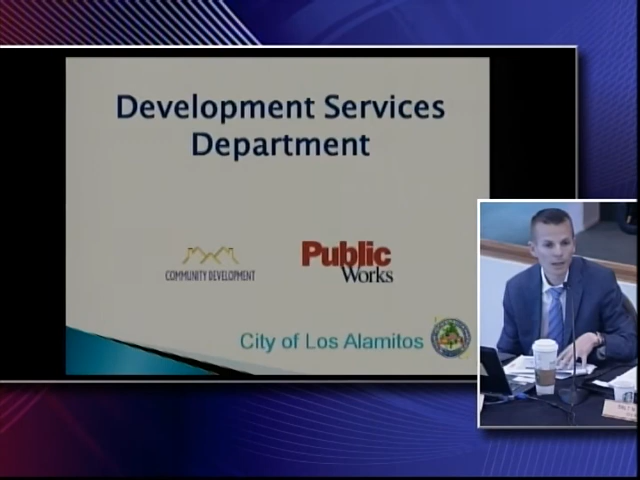 Development Services
Department
COMMUNITY DEVELOPMENT
Public
Works
City of Los Alamitos